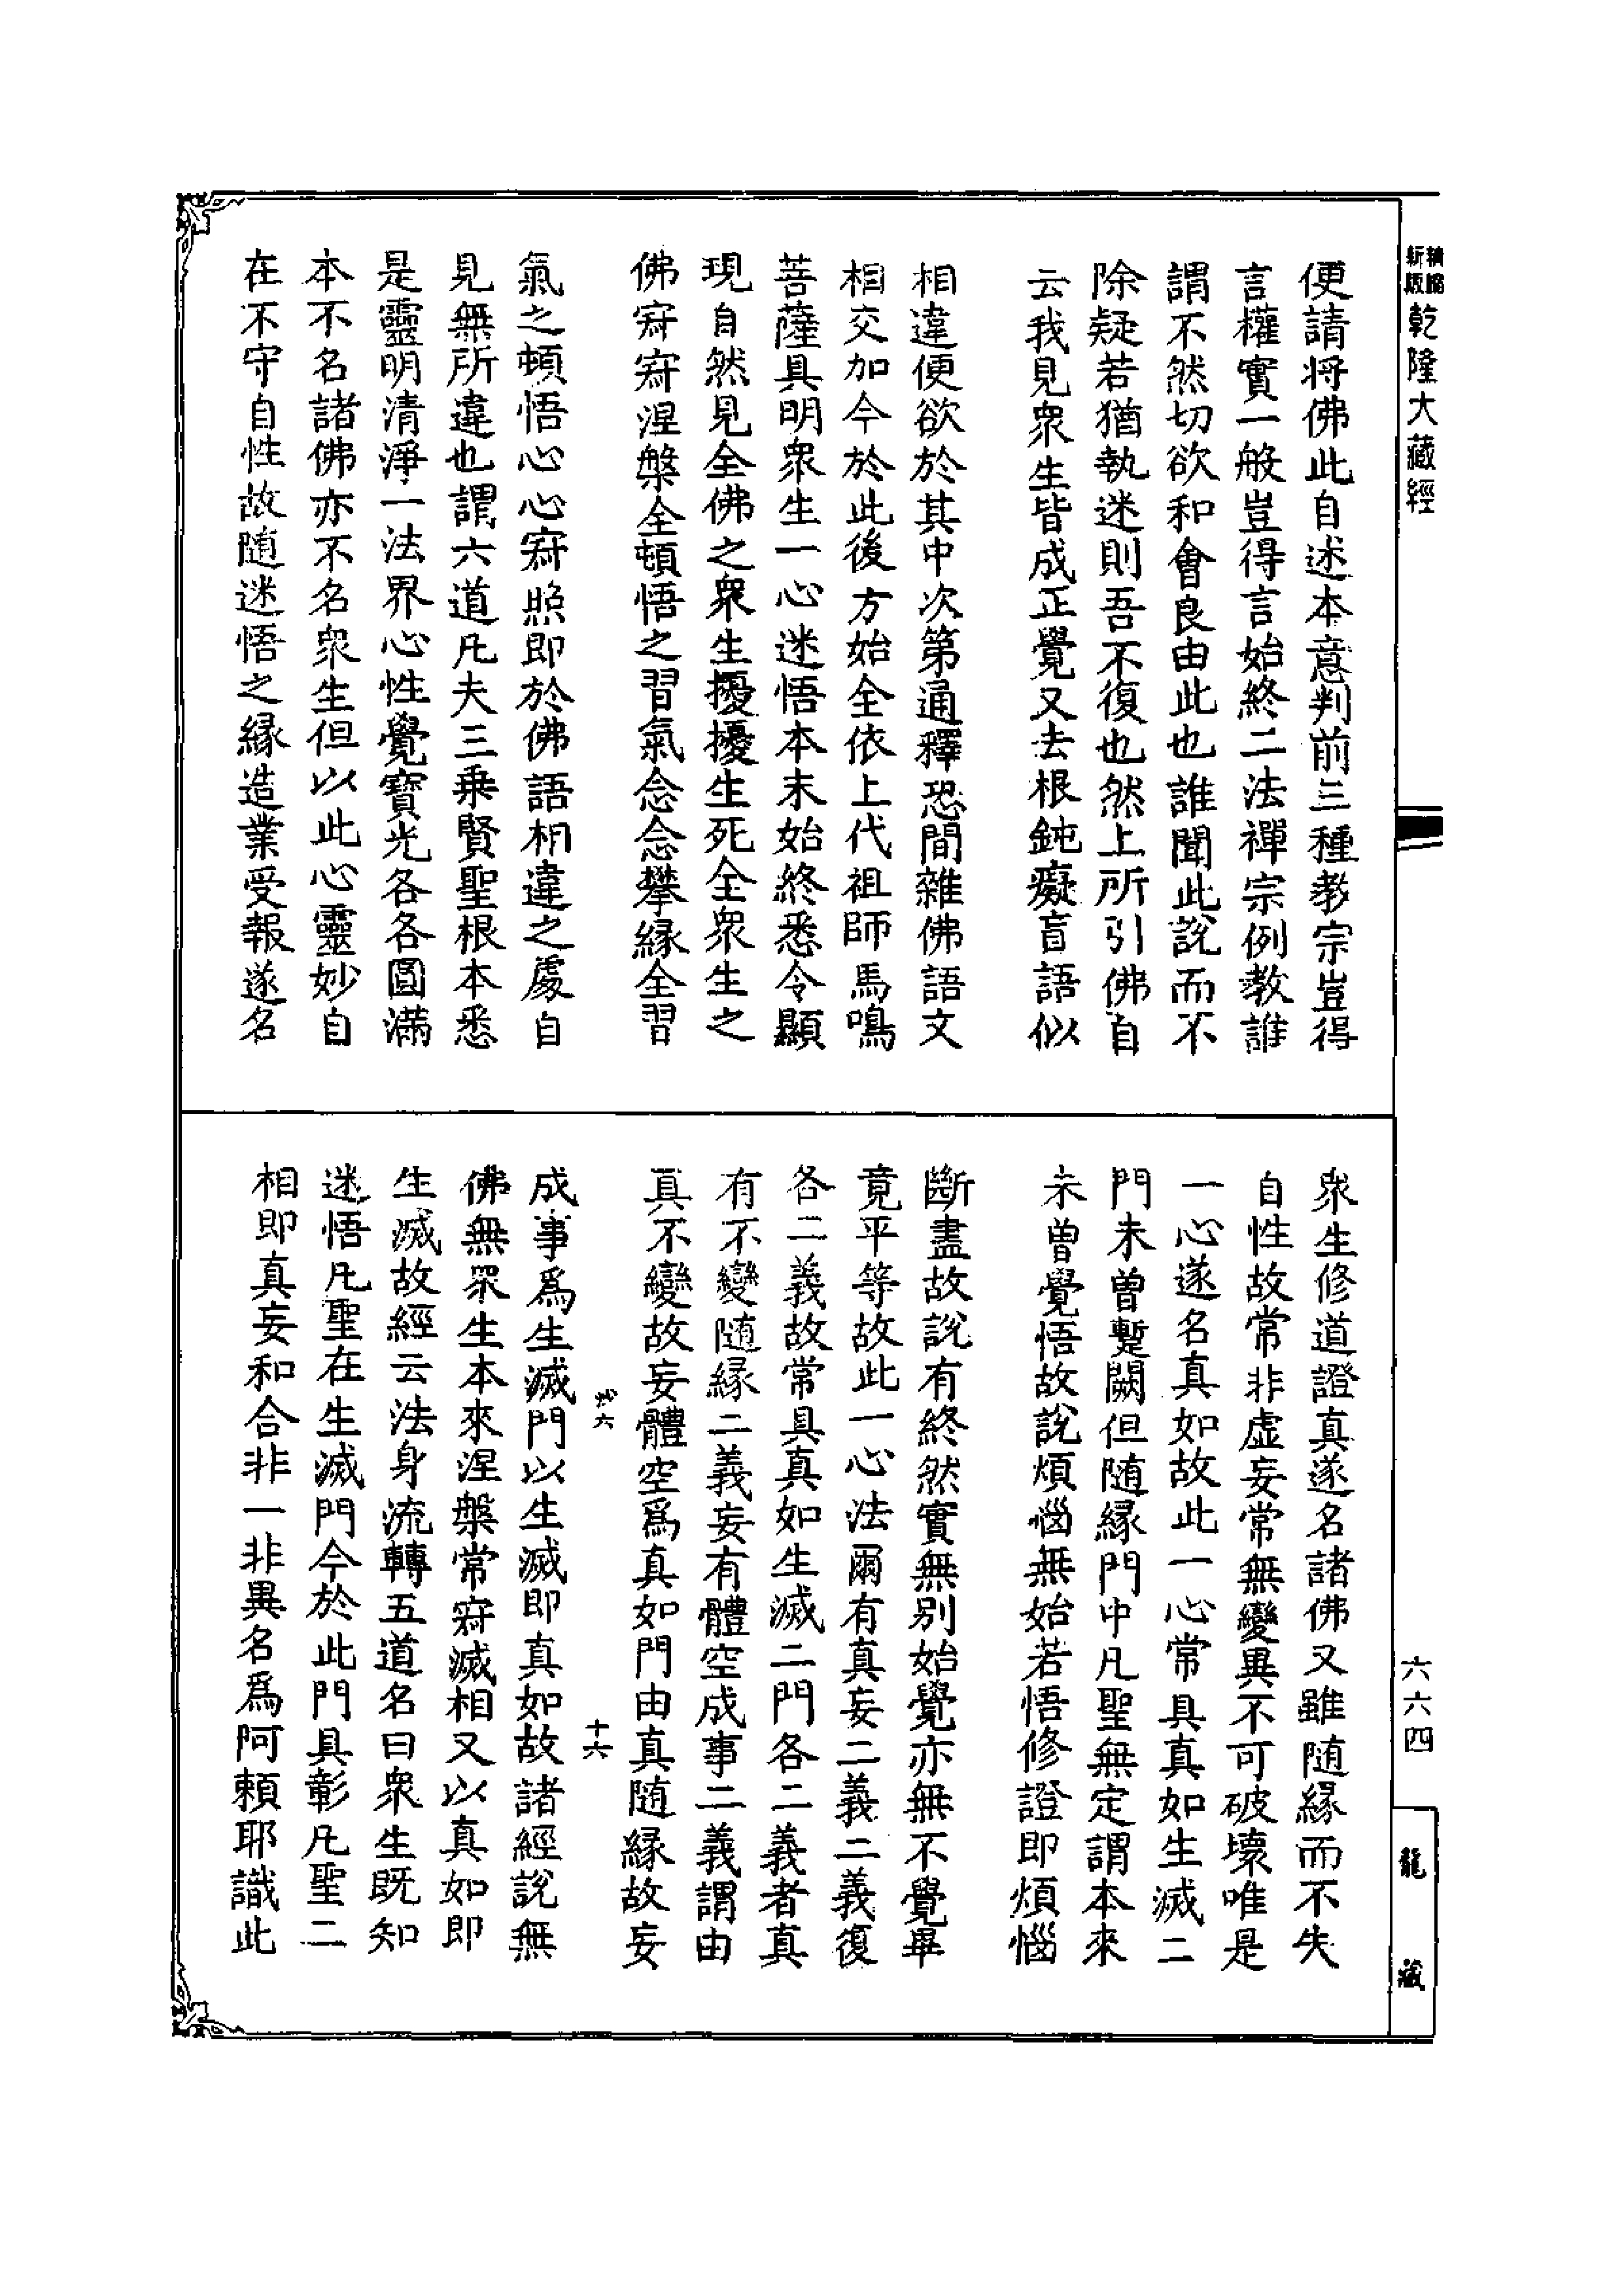 精縮
新版
乾隆大藏經
便請將佛此自述本意判前三種教宗豈得
言權實一般豈得言始終二法禪宗例教誰
謂不然切欲和會良由此也誰聞此說而不
除疑若猶執迷則吾不復也然上所引佛自
云我見衆生皆成正覺又去根鈍癡盲語似
相違便欲於其中次第通釋恐間雜佛語文
相交加今於此後方始全依上代祖師馬鳴
菩薩具明衆生一心迷悟本末始終悉令顯
現自然見全佛之衆生擾擾生死全衆生之
佛寂寂涅槃全頓悟之習氣念念攀緣全習
氣之頓悟心心寂照即於佛語相違之處自
見無所違也謂六道凡夫三乗賢聖根本悉
是靈明清淨一法界心性覺寶光各各圓滿
本不名諸佛亦不名衆生但以此心靈妙自
在不守自性故随迷悟之緣造業受報遂名
衆生修道證真遂名諸佛又雖随緣而不失
自性故常非虛妄常無變異不可破壞唯是
一心遂名真如故此一心常具真如生滅二
門未曾暫闕但随緣門中凡聖無定謂本來
未曾覺悟故說煩惱無始若悟修證即煩惱
斷盡故說有終然實無別始覺亦無不覺畢
竟平等故此一心法爾有真妄二義二義復
各二義故常具真如生滅二門各二義者真
有不變随緣二義妄有體空成事二義謂由
真不變故妄體空爲真如門由真随緣故妄
十六
成事爲生滅門以生滅即真如故諸經說無
佛無衆生本來涅槃常寂滅相又以真如即
生滅故經云法身流轉五道名曰衆生既知
迷悟凡聖在生滅門今於此門具彰凡聖二
相即真妄和合非一非異名爲阿賴耶識此
六六四
龍藏